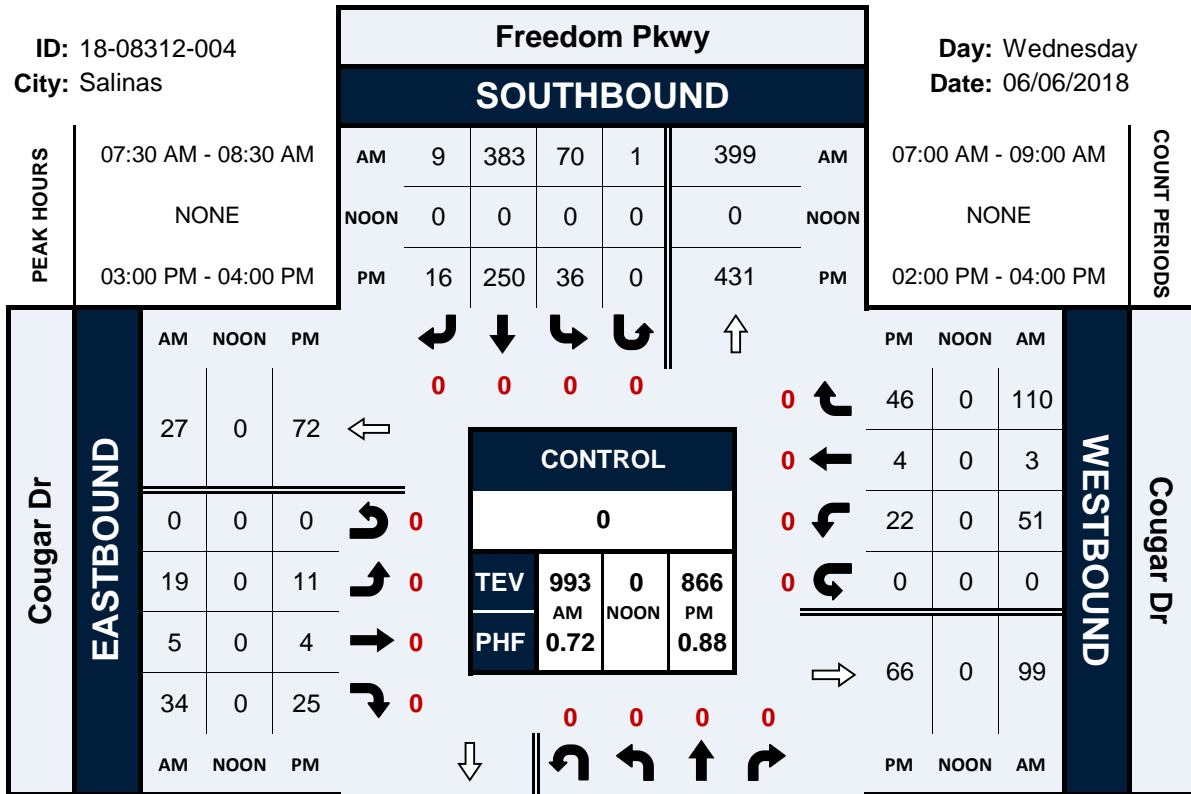 ID: 18-08312-004
City: Salinas
Freedom Pkwy
SOUTHBOUND
Day: Wednesday
Date: 06/06/2018
PEAK HOURS
07:30 AM - 08:30 AM
NONE
03:00 PM - 04:00 PM
AM 9 383 70 1 399 AM
NOON 0 0 0 0 0 NOON
PM 16 250 36 0 431 PM
07:00 AM - 09:00 AM
NONE
02:00 PM - 04:00 PM
COUNT PERIODS
0 0 0 0
Cougar Dr
EASTBOUND
AM NOON PM
27 0 72
0 0 0 0
19 0 11 0
5 0 4 0
34 0 25 0
AM NOON PM
CONTROL
0
TEV 993 0 866
AM NOON PM
PHF 0.72 0.88
PM NOON AM
0 46 0 110
0 4 0 3
0 22 0 51
0 0 0 0
66 0 99
PM NOON AM
WESTBOUND
Cougar Dr
0 0 0 0